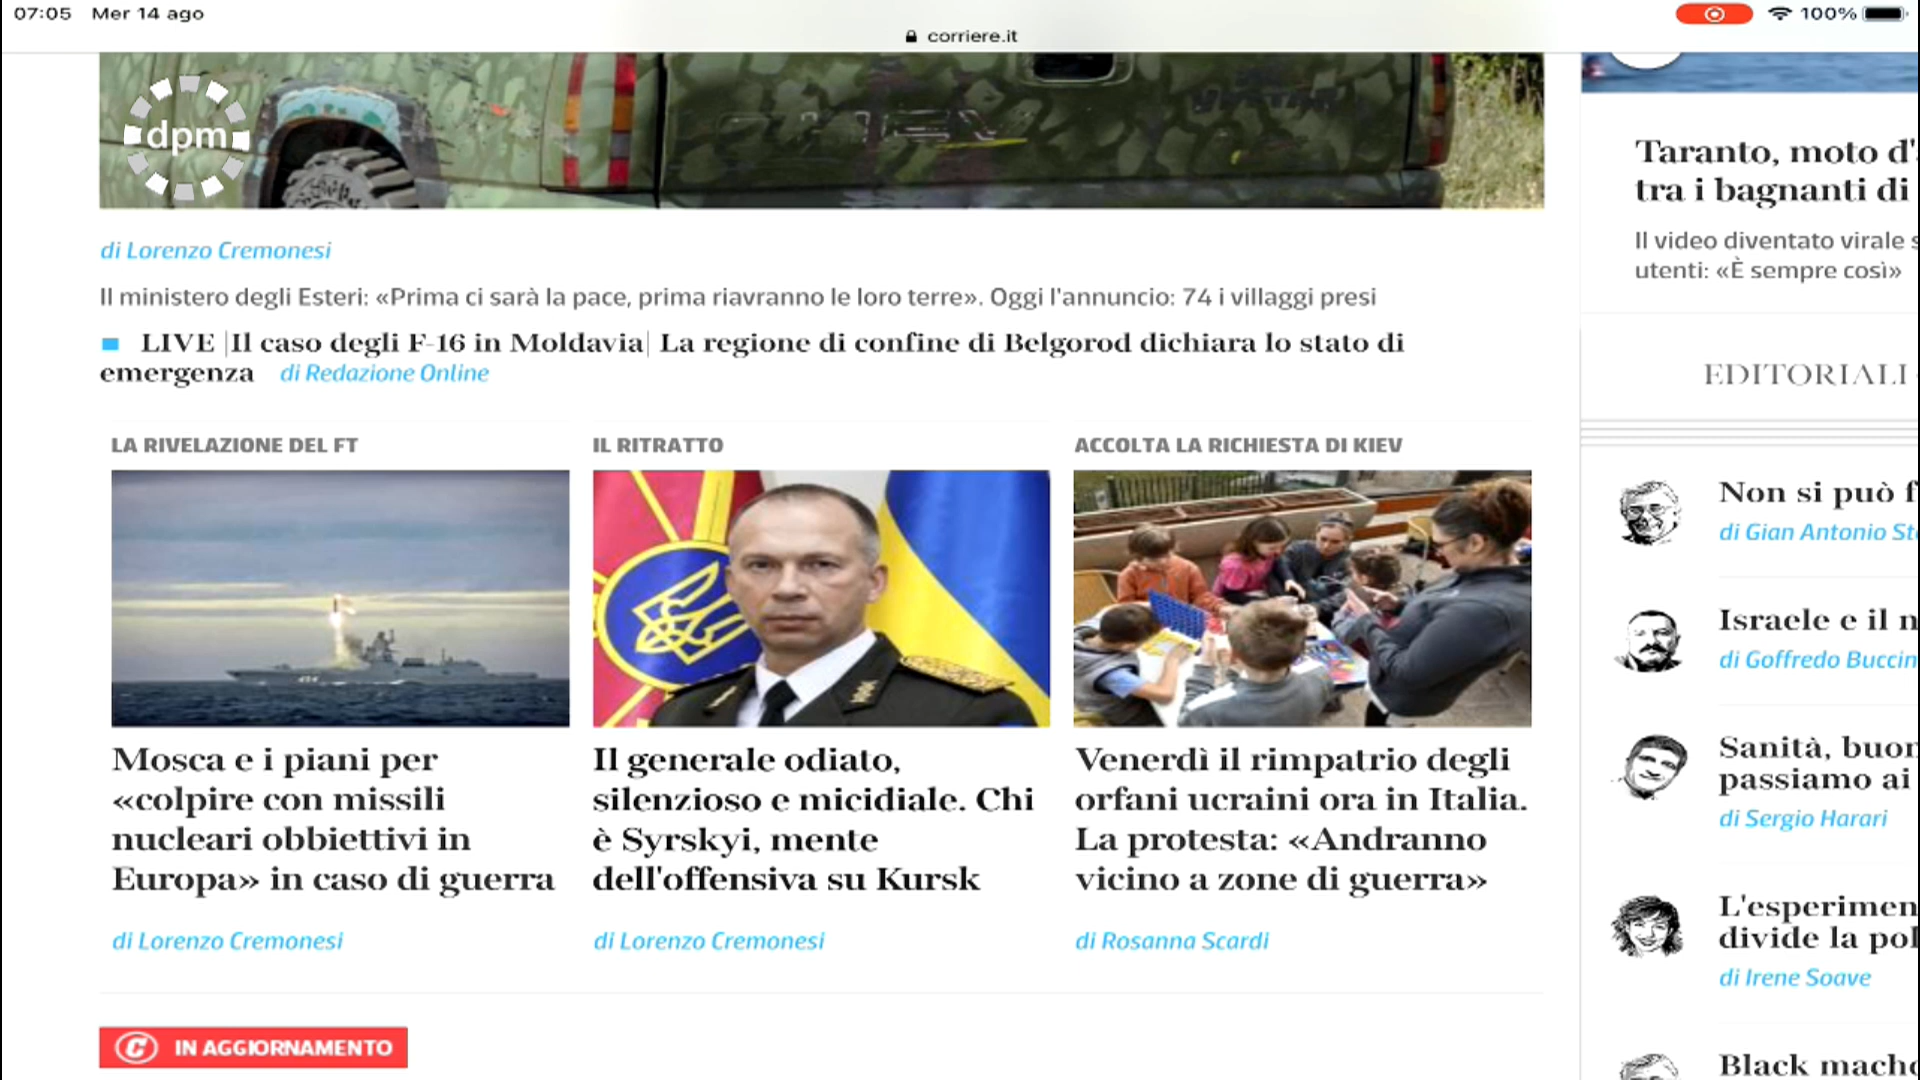 07:05 Mer 14 ago
100%
corriere.it
dpm
di Lorenzo Cremonesi
Il ministero degli Esteri: «Prima ci sarà la pace, prima riavranno le loro terre». Oggi l'annuncio: 74 i villaggi presi
LIVE |Il caso degli F-16 in Moldavia| La regione di confine di Belgorod dichiara lo stato di
emergenza di Redazione Online
LA RIVELAZIONE DEL FT
Mosca e i piani per
«colpire con missili
nucleari obbiettivi in
Europa» in caso di guerra
di Lorenzo Cremonesi
IL RITRATTO
Il generale odiato,
silenzioso e micidiale. Chi
è Syrskyi, mente
dell'offensiva su Kursk
di Lorenzo Cremonesi
ACCOLTA LA RICHIESTA DI KIEV
Venerdì il rimpatrio degli
orfani ucraini ora in Italia.
La protesta: «Andranno
vicino a zone di guerra»
di Rosanna Scardi
IN AGGIORNAMENTO
Taranto, moto d'
tra i bagnanti di
Il video diventato virale s
utenti: «È sempre così»
EDITORIALI
Non si può f
di Gian Antonio Ste
Israele e il n
di Goffredo Buccin
Sanità, buon
passiamo ai
di Sergio Harari
L'esperimen
divide la pol
di Irene Soave
Black macho